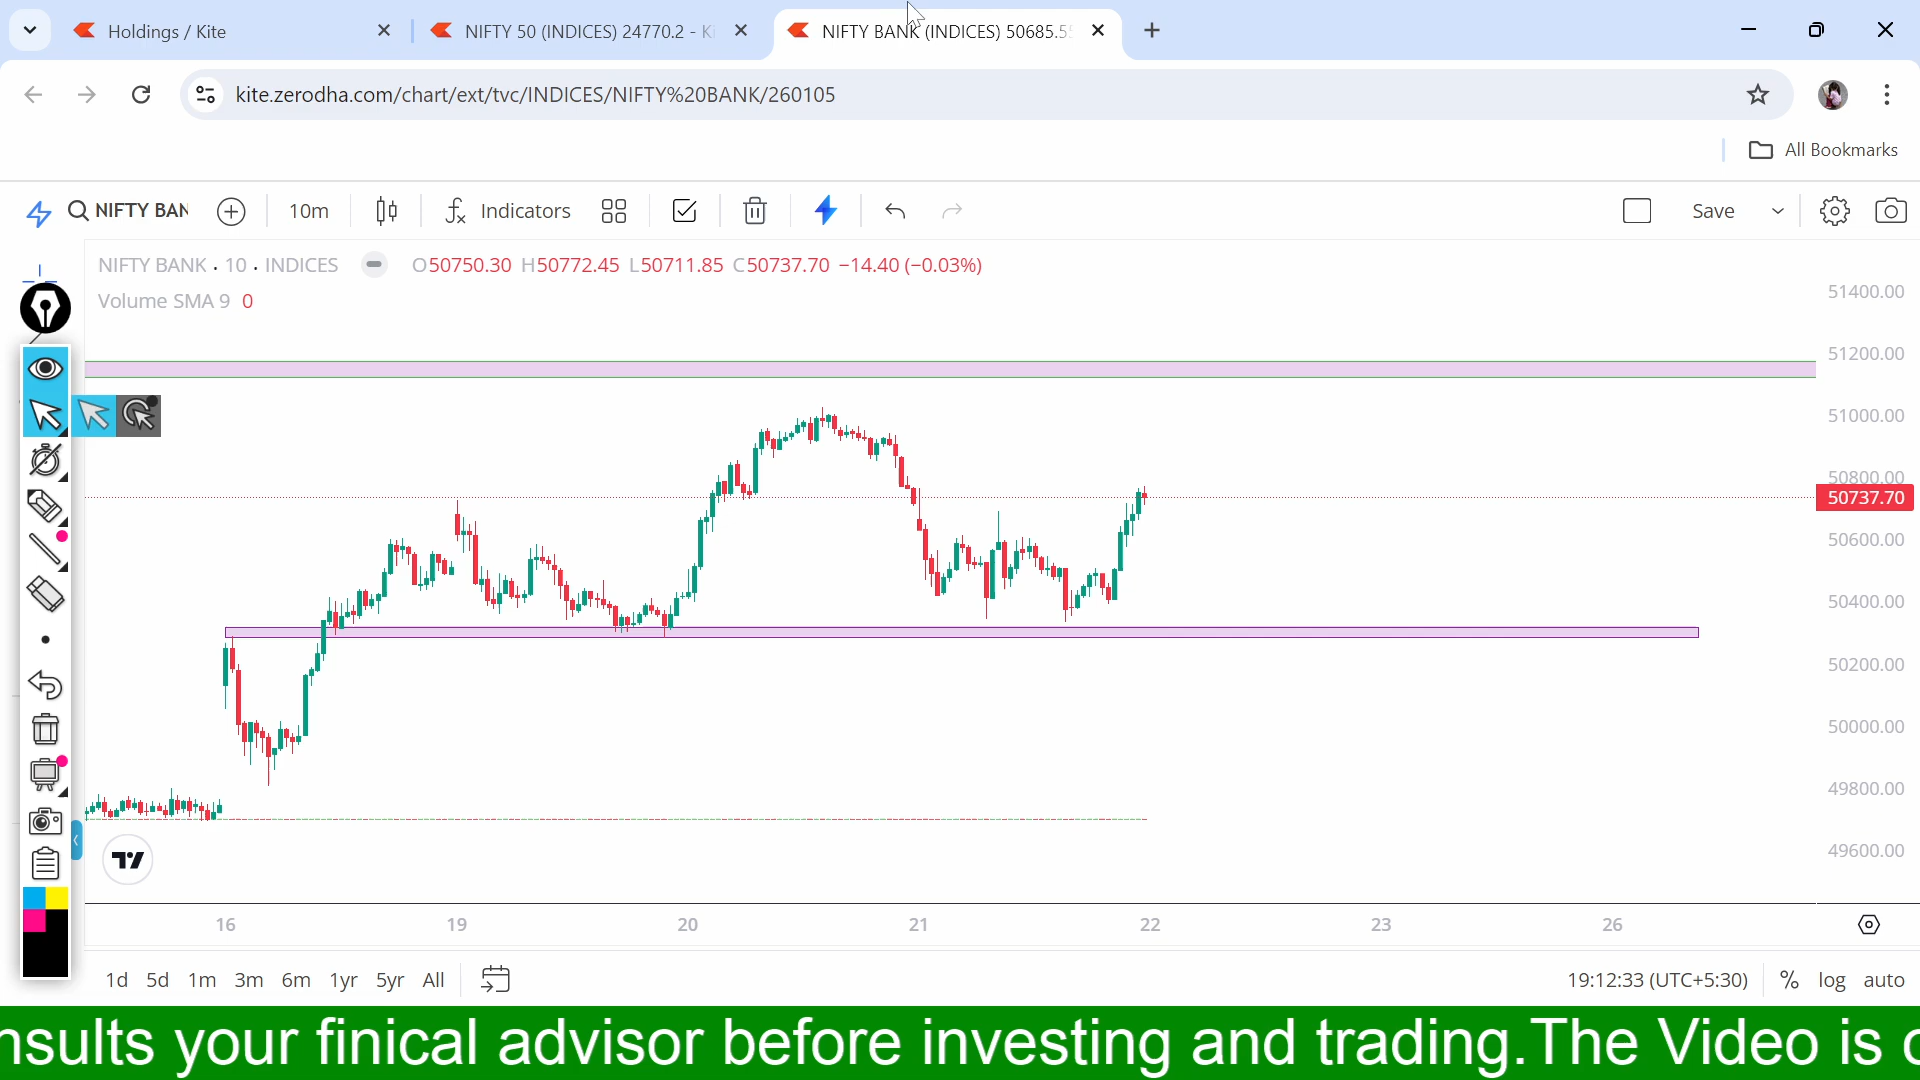 Holdings / Kite
NIFTY 50 (INDICES) 24770.2 - Ki
NIFTY BANK (INDICES) 50685.55
kite.zerodha.com/chart/ext/tvc/INDICES/NIFTY%20BANK/260105
All Bookmarks
NIFTY BAN
10m
Indicators
Save
NIFTY BANK . 10 . INDICES
O50750.30 H50772.45 L50711.85 C50737.70 −14.40 (−0.03%)
Volume SMA 9 0
51400.00
51200.00
51000.00
50800.00
50737.70
50600.00
50400.00
50200.00
50000.00
49800.00
49600.00
16 19 20 21 22 23 26
1d 5d 1m 3m 6m 1yr 5yr All
19:12:33 (UTC+5:30) % log auto
nsults your finical advisor before investing and trading.The Video is